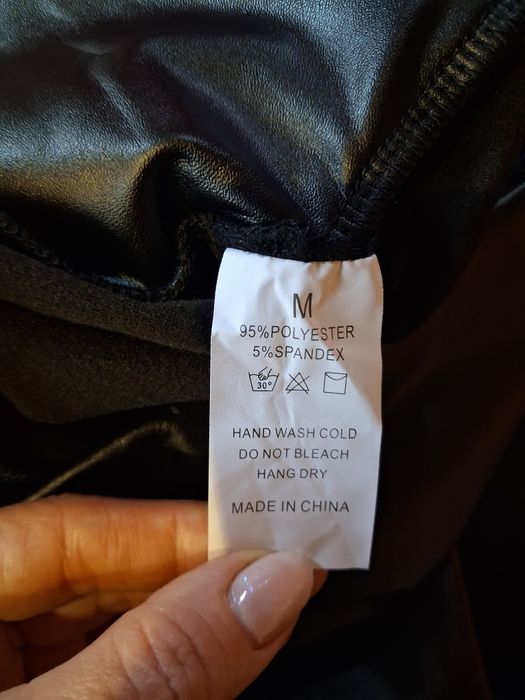 M
95%POLYESTER
5%SPANDEX
30°
HAND WASH COLD
DO NOT BLEACH
HANG DRY
MADE IN CHINA